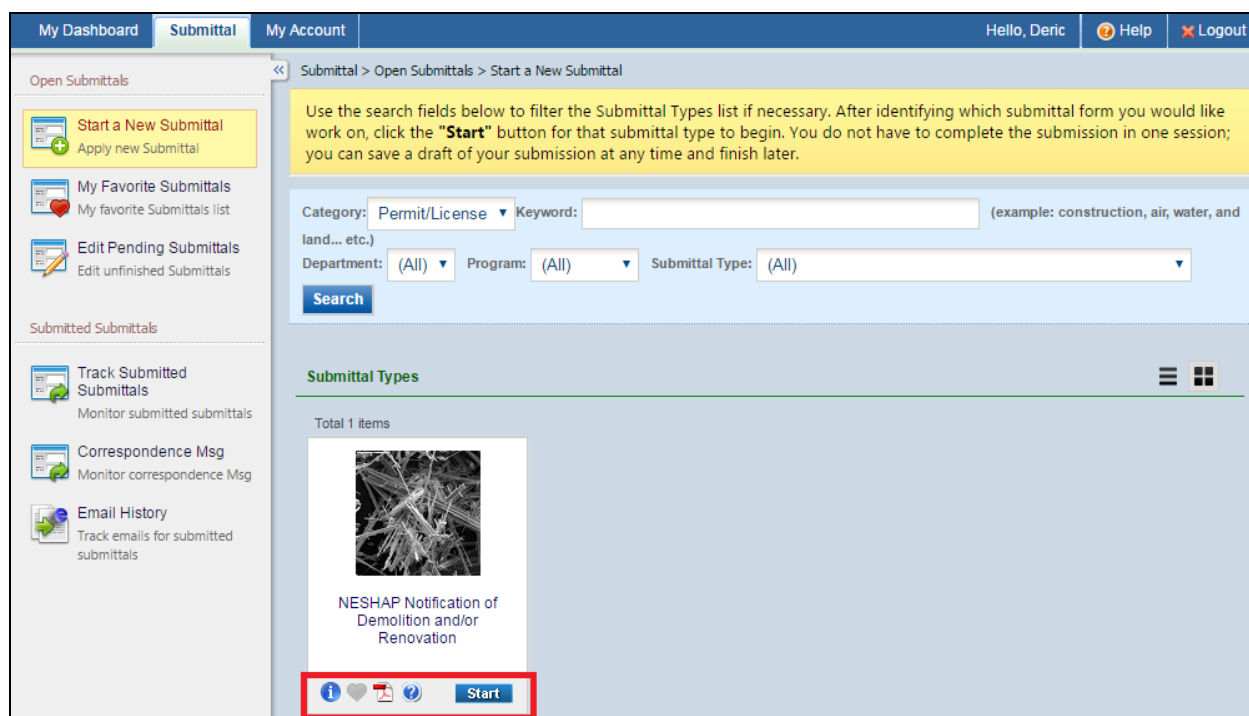 My Dashboard Submittal My Account Hello, Deric Help Logout
Open Submittals
Start a New Submittal
Apply new Submittal
My Favorite Submittals
My favorite Submittals list
Edit Pending Submittals
Edit unfinished Submittals
Submitted Submittals
Track Submitted
Submittals
Monitor submitted submittals
Correspondence Msg
Monitor correspondence Msg
Email History
Track emails for submitted
submittals
Submittal > Open Submittals > Start a New Submittal
Use the search fields below to filter the Submittal Types list if necessary. After identifying which submittal form you would like
work on, click the "Start" button for that submittal type to begin. You do not have to complete the submission in one session;
you can save a draft of your submission at any time and finish later.
Category: Permit/License Keyword: (example: construction, air, water, and
land... etc.)
Department: (All) Program: (All) Submittal Type: (All)
Search
Submittal Types
Total 1 items
NESHAP Notification of
Demolition and/or
Renovation
Start